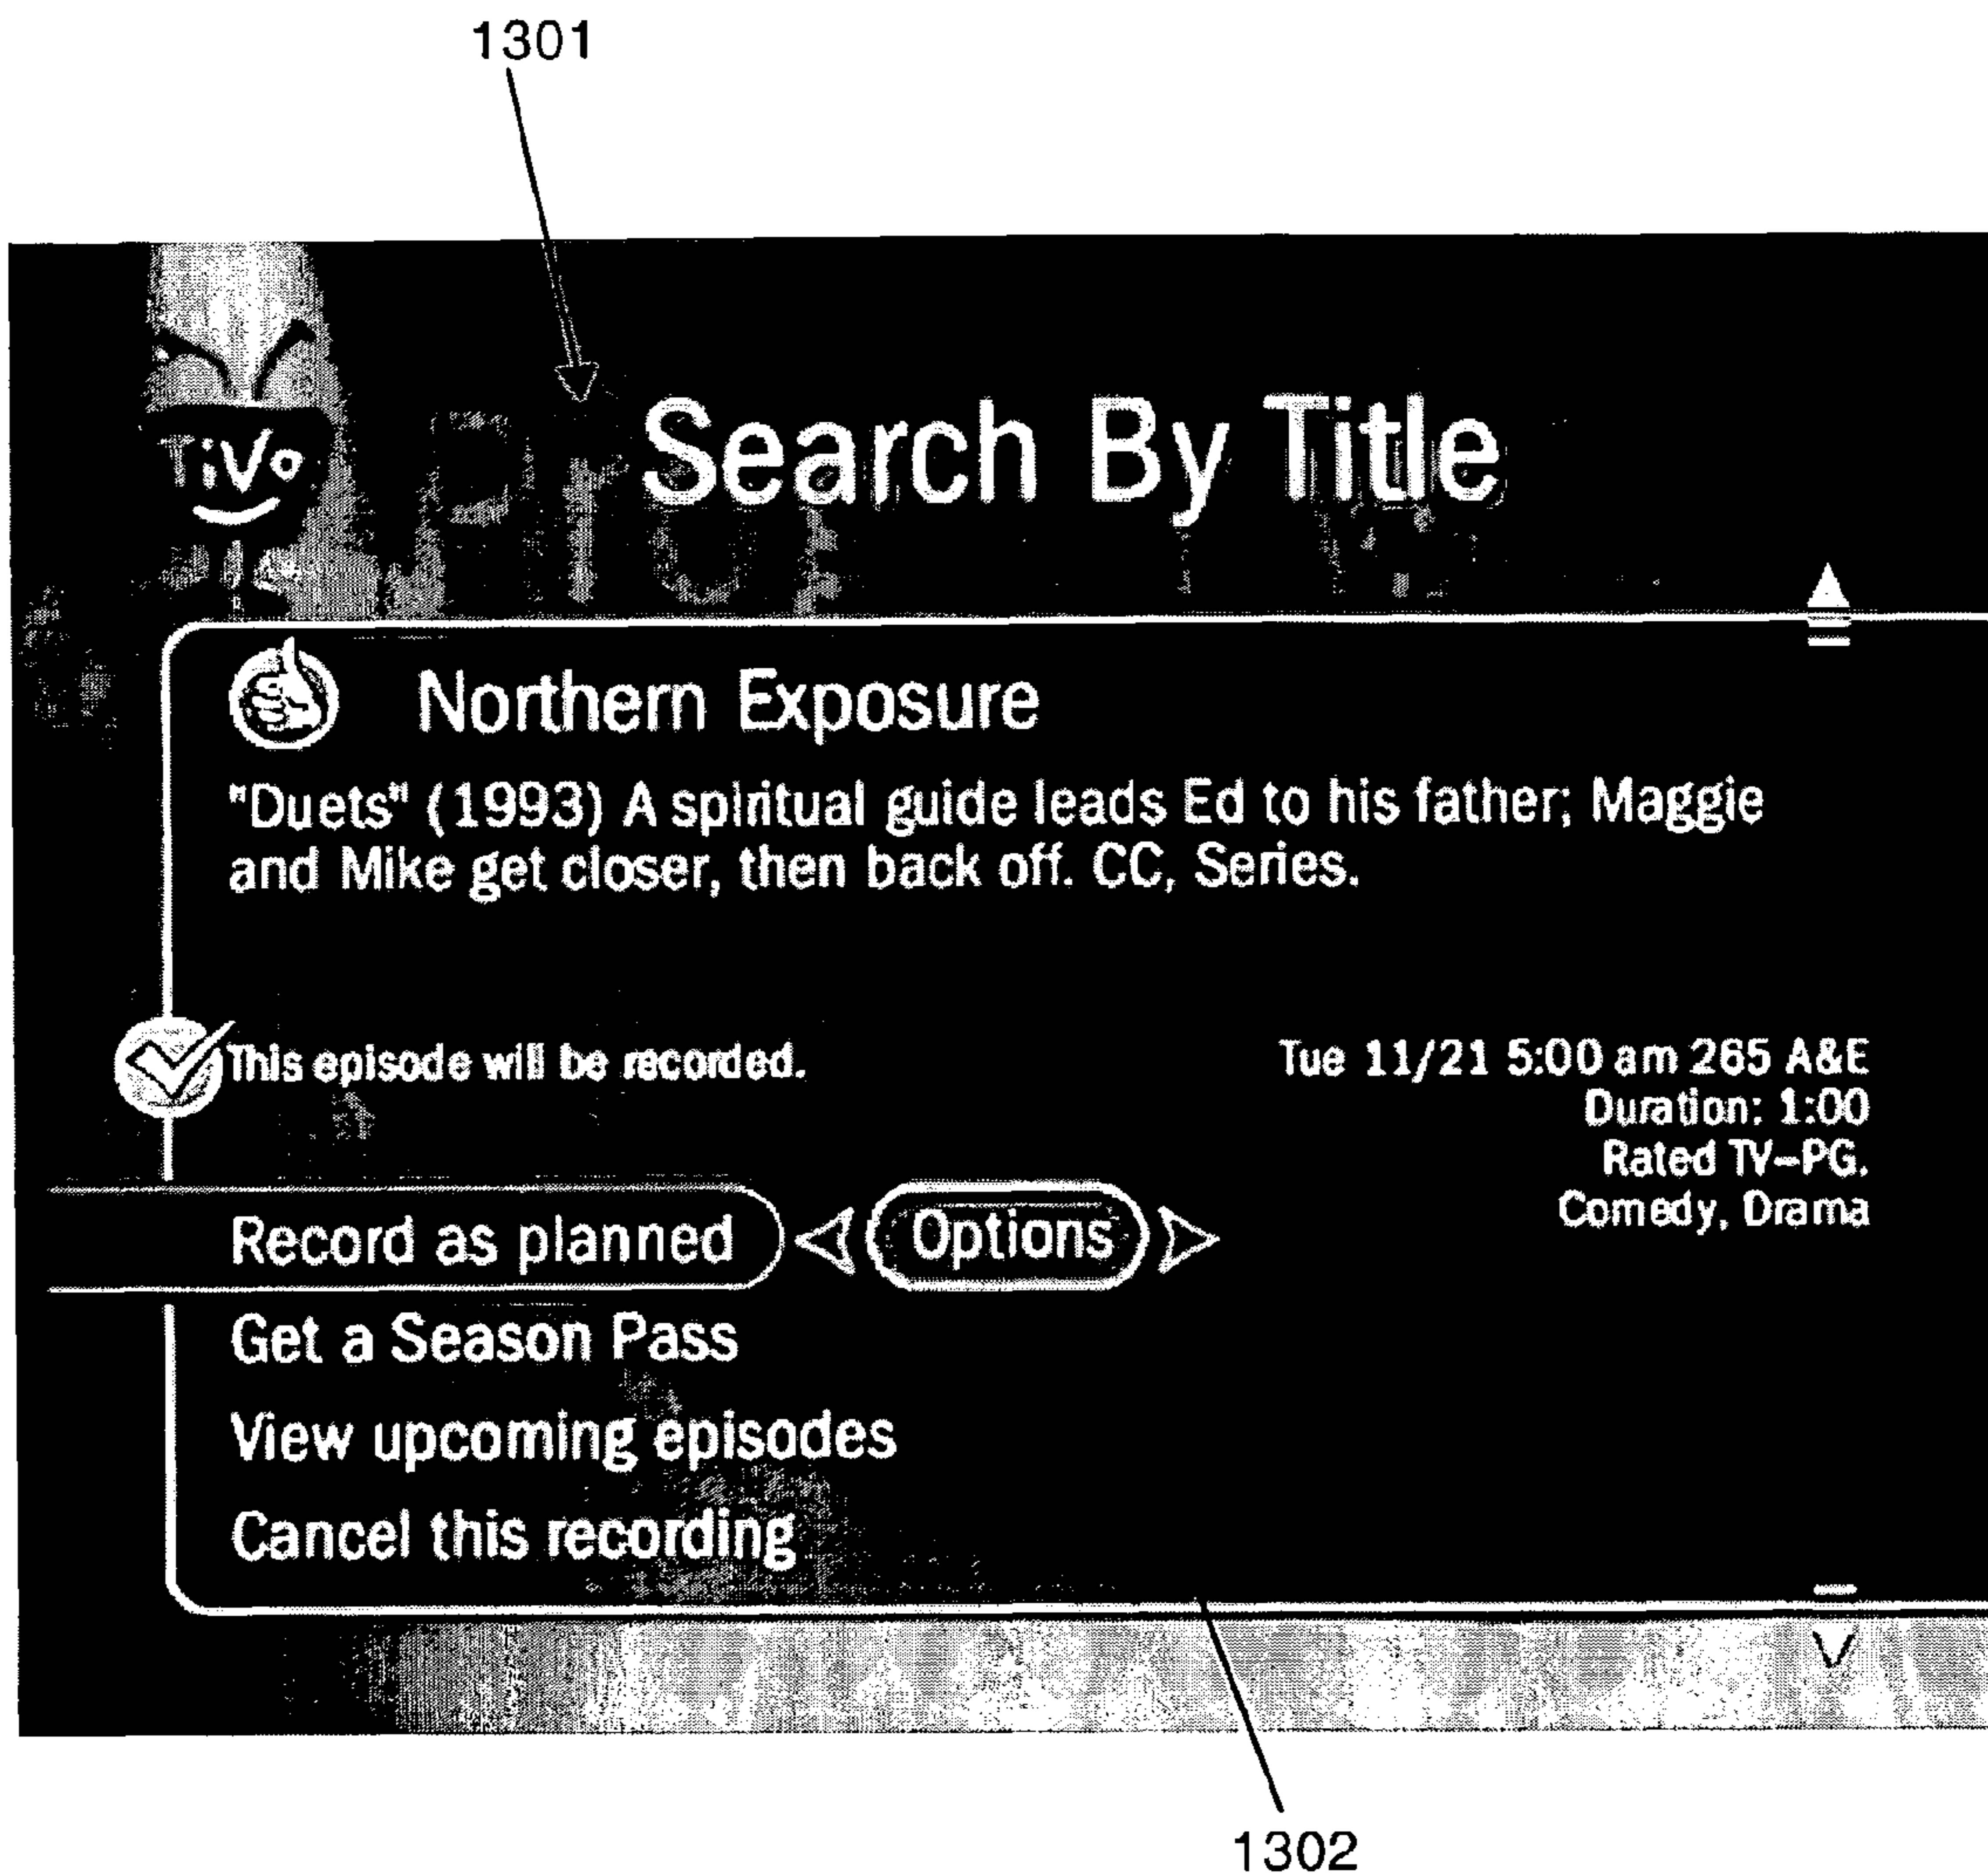 1301
TiVo
Search By Title
Northern Exposure
"Duets" (1993) A spiritual guide leads Ed to his father; Maggie
and Mike get closer, then back off. CC, Series.
This episode will be recorded.
Tue 11/21 5:00 am 265 A&E
Duration: 1:00
Rated TV-PG.
Comedy, Drama
Record as planned
Options
Get a Season Pass
View upcoming episodes
Cancel this recording
1302